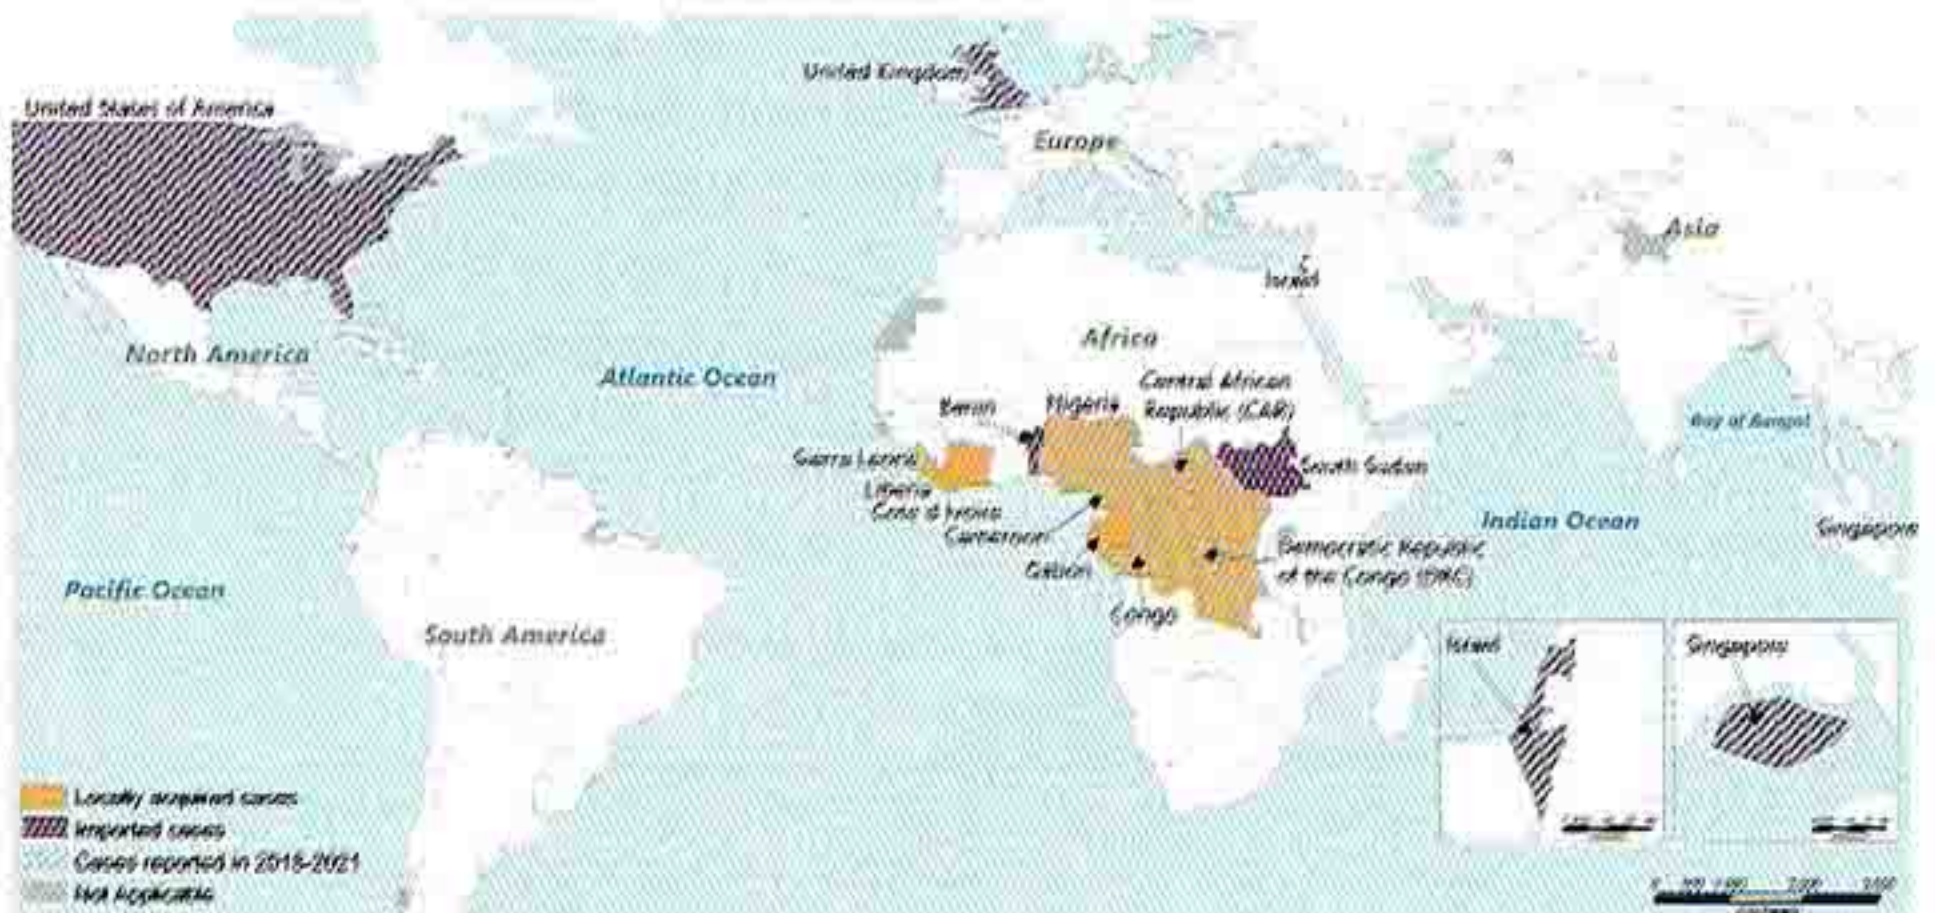 United Kingdom
United States of America
Europe
Asia
Israel
North America
Africa
Atlantic Ocean
Central African
Republic (CAR)
Benin
Nigeria
Bay of Bengal
Sierra Leone
South Sudan
Liberia
Cote d'Ivoire
Cameroon
Indian Ocean
Singapore
Democratic Republic
of the Congo (DRC)
Gabon
Pacific Ocean
Congo
South America
Israel
Singapore
Locally acquired cases
Imported cases
Cases reported in 2018-2021
Not Applicable
0